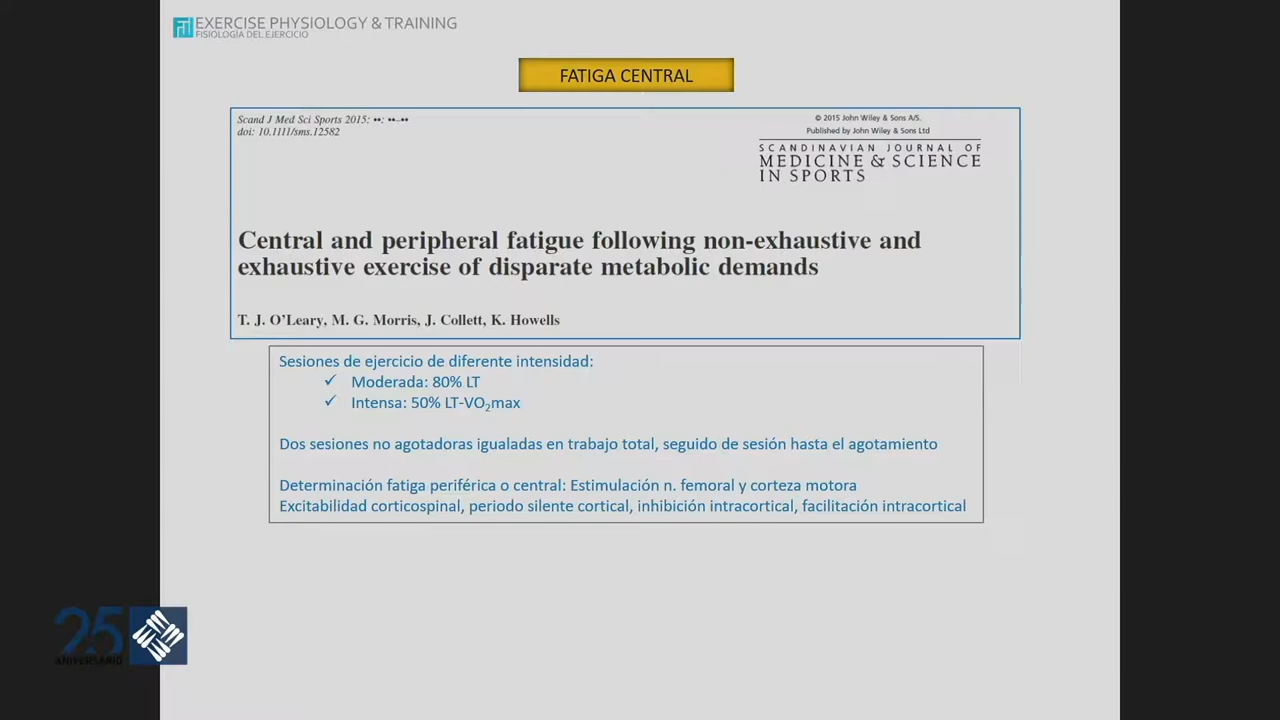 EXERCISE PHYSIOLOGY & TRAINING
FISIOLOGÍA DEL EJERCICIO
FATIGA CENTRAL
Scand J Med Sci Sports 2015: ••: ••–••
doi: 10.1111/sms.12582
© 2015 John Wiley & Sons A/S.
Published by John Wiley & Sons Ltd
SCANDINAVIAN JOURNAL OF
MEDICINE & SCIENCE
IN SPORTS
Central and peripheral fatigue following non-exhaustive and
exhaustive exercise of disparate metabolic demands
T. J. O'Leary, M. G. Morris, J. Collett, K. Howells
Sesiones de ejercicio de diferente intensidad:
✓ Moderada: 80% LT
✓ Intensa: 50% LT-VO₂max
Dos sesiones no agotadoras igualadas en trabajo total, seguido de sesión hasta el agotamiento
Determinación fatiga periférica o central: Estimulación n. femoral y corteza motora
Excitabilidad corticospinal, periodo silente cortical, inhibición intracortical, facilitación intracortical
25
ANIVERSARIO